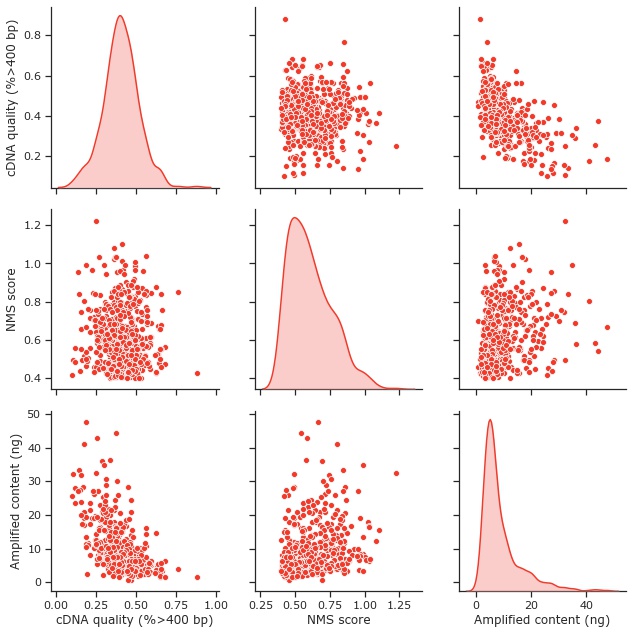 cDNA quality (%>400 bp)
0.8
0.6
0.4
0.2
NMS score
1.2
1.0
0.8
0.6
0.4
Amplified content (ng)
50
40
30
20
10
0
0.00 0.25 0.50 0.75 1.00
cDNA quality (%>400 bp)
0.25 0.50 0.75 1.00 1.25
NMS score
0 20 40
Amplified content (ng)